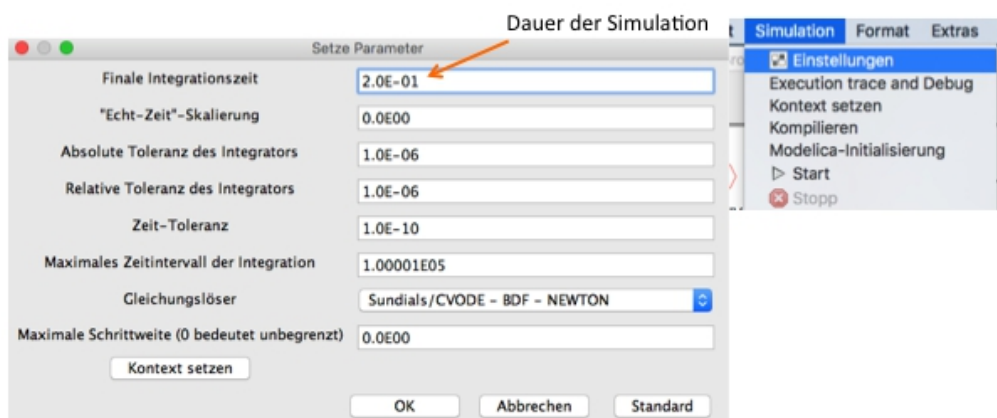 Dauer der Simulation
Setze Parameter
Finale Integrationszeit
2.0E-01
"Echt-Zeit"-Skalierung
0.0E00
Absolute Toleranz des Integrators
1.0E-06
Relative Toleranz des Integrators
1.0E-06
Zeit-Toleranz
1.0E-10
Maximales Zeitintervall der Integration
1.00001E05
Gleichungslöser
Sundials/CVODE - BDF - NEWTON
Maximale Schrittweite (0 bedeutet unbegrenzt)
0.0E00
Kontext setzen
OK Abbrechen Standard
Simulation Format Extras
Einstellungen
Execution trace and Debug
Kontext setzen
Kompilieren
Modelica-Initialisierung
Start
Stopp